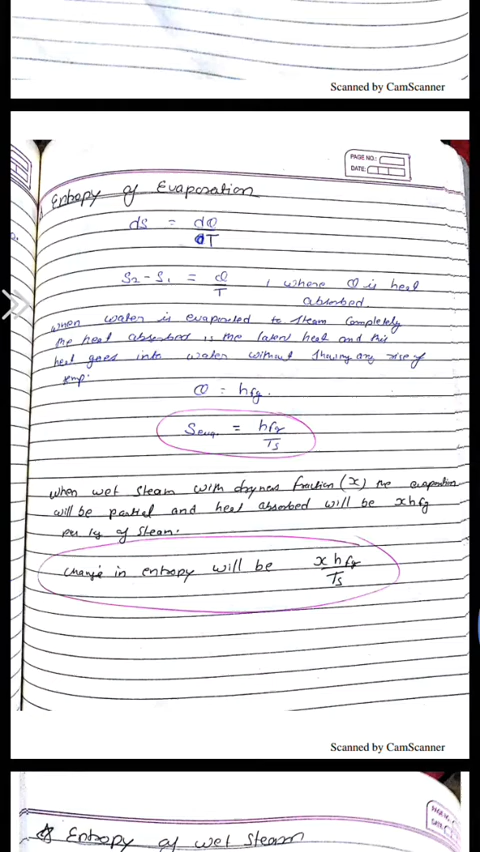 Scanned by CamScanner
PAGE NO.:
DATE:
Entropy of Evaporation
ds = dQ/T
S2 - S1 = Q/T , where Q is heat
absorbed.
when water is evaporated to steam completely
the heat absorbed is the latent heat and this
heat goes into water without showing any rise of
temp.
Q = hfg.
Sevap. = hfg/Ts
when wet steam with dryness fraction (x) the evaporation
will be partial and heat absorbed will be xhfg
per kg of steam.
change in entropy will be xhfg/Ts
Scanned by CamScanner
PAGE No.
DATE
Entropy of wet steam